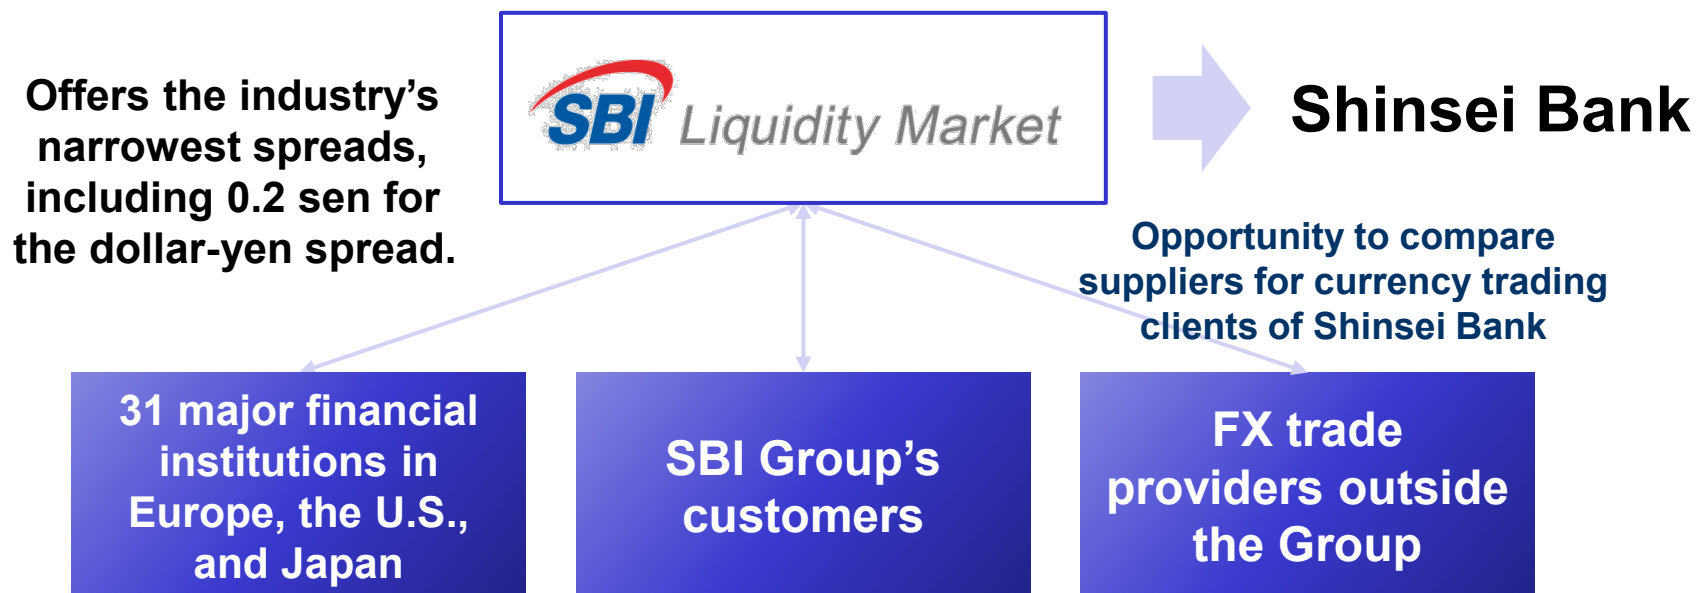 Offers the industry's
narrowest spreads,
including 0.2 sen for
the dollar-yen spread.
SBI Liquidity Market
Shinsei Bank
Opportunity to compare
suppliers for currency trading
clients of Shinsei Bank
31 major financial
institutions in
Europe, the U.S.,
and Japan
SBI Group’s
customers
FX trade
providers outside
the Group